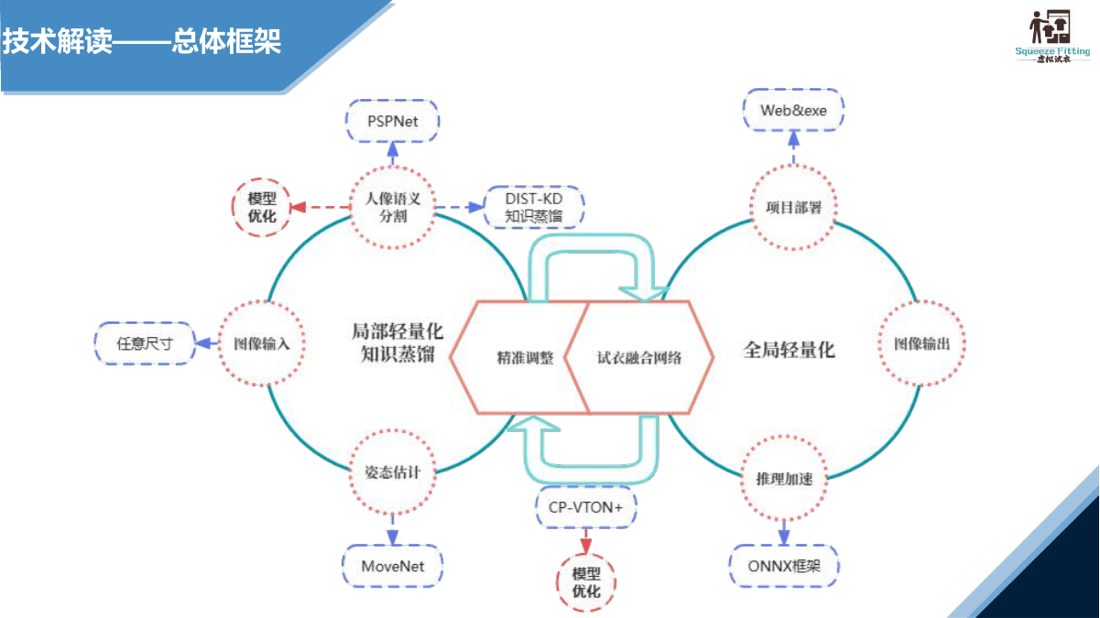 技术解读——总体框架
Squeeze Fitting
虚拟试衣
PSPNet
Web&exe
模型
优化
人像语义
分割
DIST-KD
知识蒸馏
项目部署
任意尺寸
图像输入
局部轻量化
知识蒸馏
精准调整
试衣融合网络
全局轻量化
图像输出
姿态估计
推理加速
CP-VTON+
MoveNet
模型
优化
ONNX框架